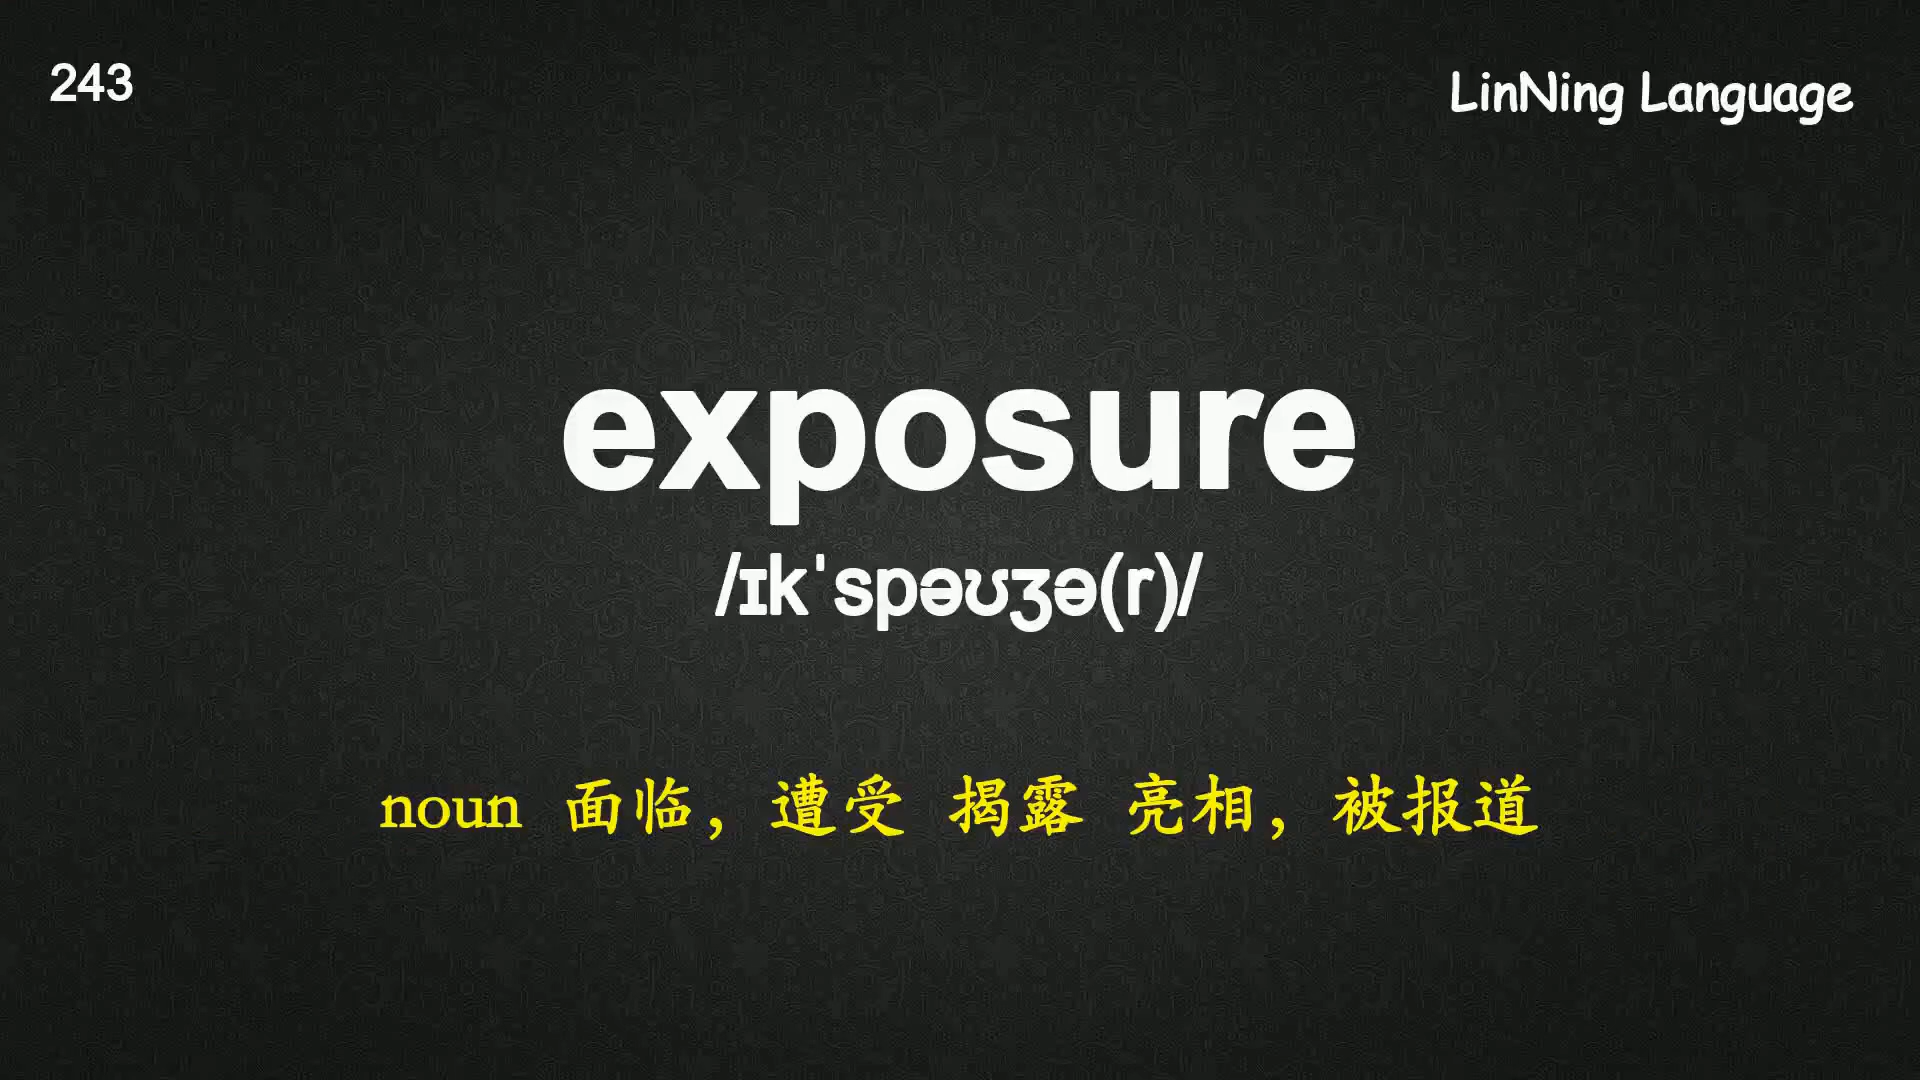 243
LinNing Language
exposure
/ɪkˈspəʊʒə(r)/
noun 面临，遭受 揭露 亮相，被报道